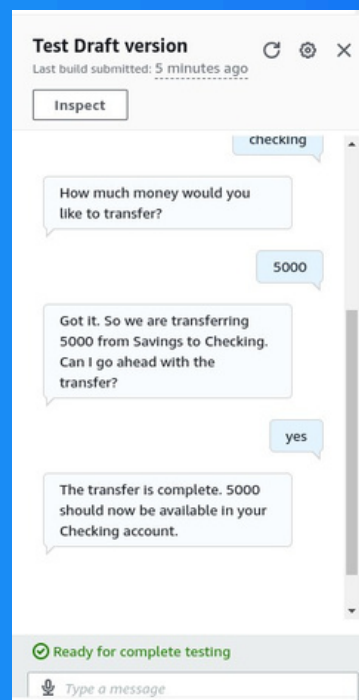 Test Draft version
Last build submitted: 5 minutes ago
Inspect
checking
How much money would you
like to transfer?
5000
Got it. So we are transferring
5000 from Savings to Checking.
Can I go ahead with the
transfer?
yes
The transfer is complete. 5000
should now be available in your
Checking account.
Ready for complete testing
Type a message